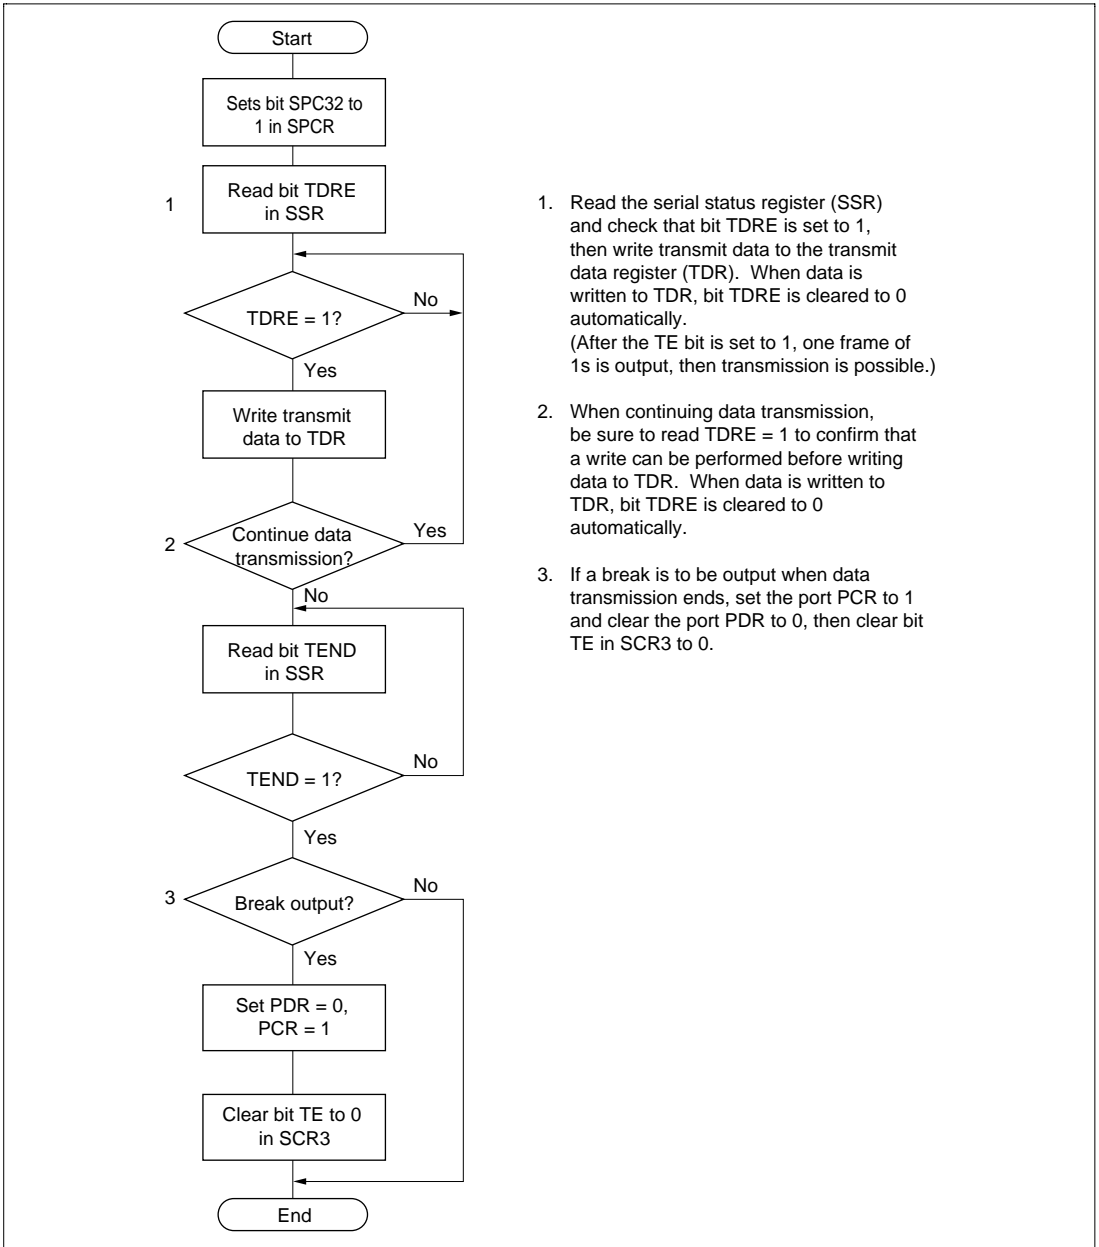 Start
Sets bit SPC32 to
1 in SPCR
1
Read bit TDRE
in SSR
TDRE = 1?
No
Yes
Write transmit
data to TDR
2
Continue data
transmission?
Yes
No
Read bit TEND
in SSR
TEND = 1?
No
Yes
3
Break output?
No
Yes
Set PDR = 0,
PCR = 1
Clear bit TE to 0
in SCR3
End
1. Read the serial status register (SSR)
and check that bit TDRE is set to 1,
then write transmit data to the transmit
data register (TDR). When data is
written to TDR, bit TDRE is cleared to 0
automatically.
(After the TE bit is set to 1, one frame of
1s is output, then transmission is possible.)
2. When continuing data transmission,
be sure to read TDRE = 1 to confirm that
a write can be performed before writing
data to TDR. When data is written to
TDR, bit TDRE is cleared to 0
automatically.
3. If a break is to be output when data
transmission ends, set the port PCR to 1
and clear the port PDR to 0, then clear bit
TE in SCR3 to 0.